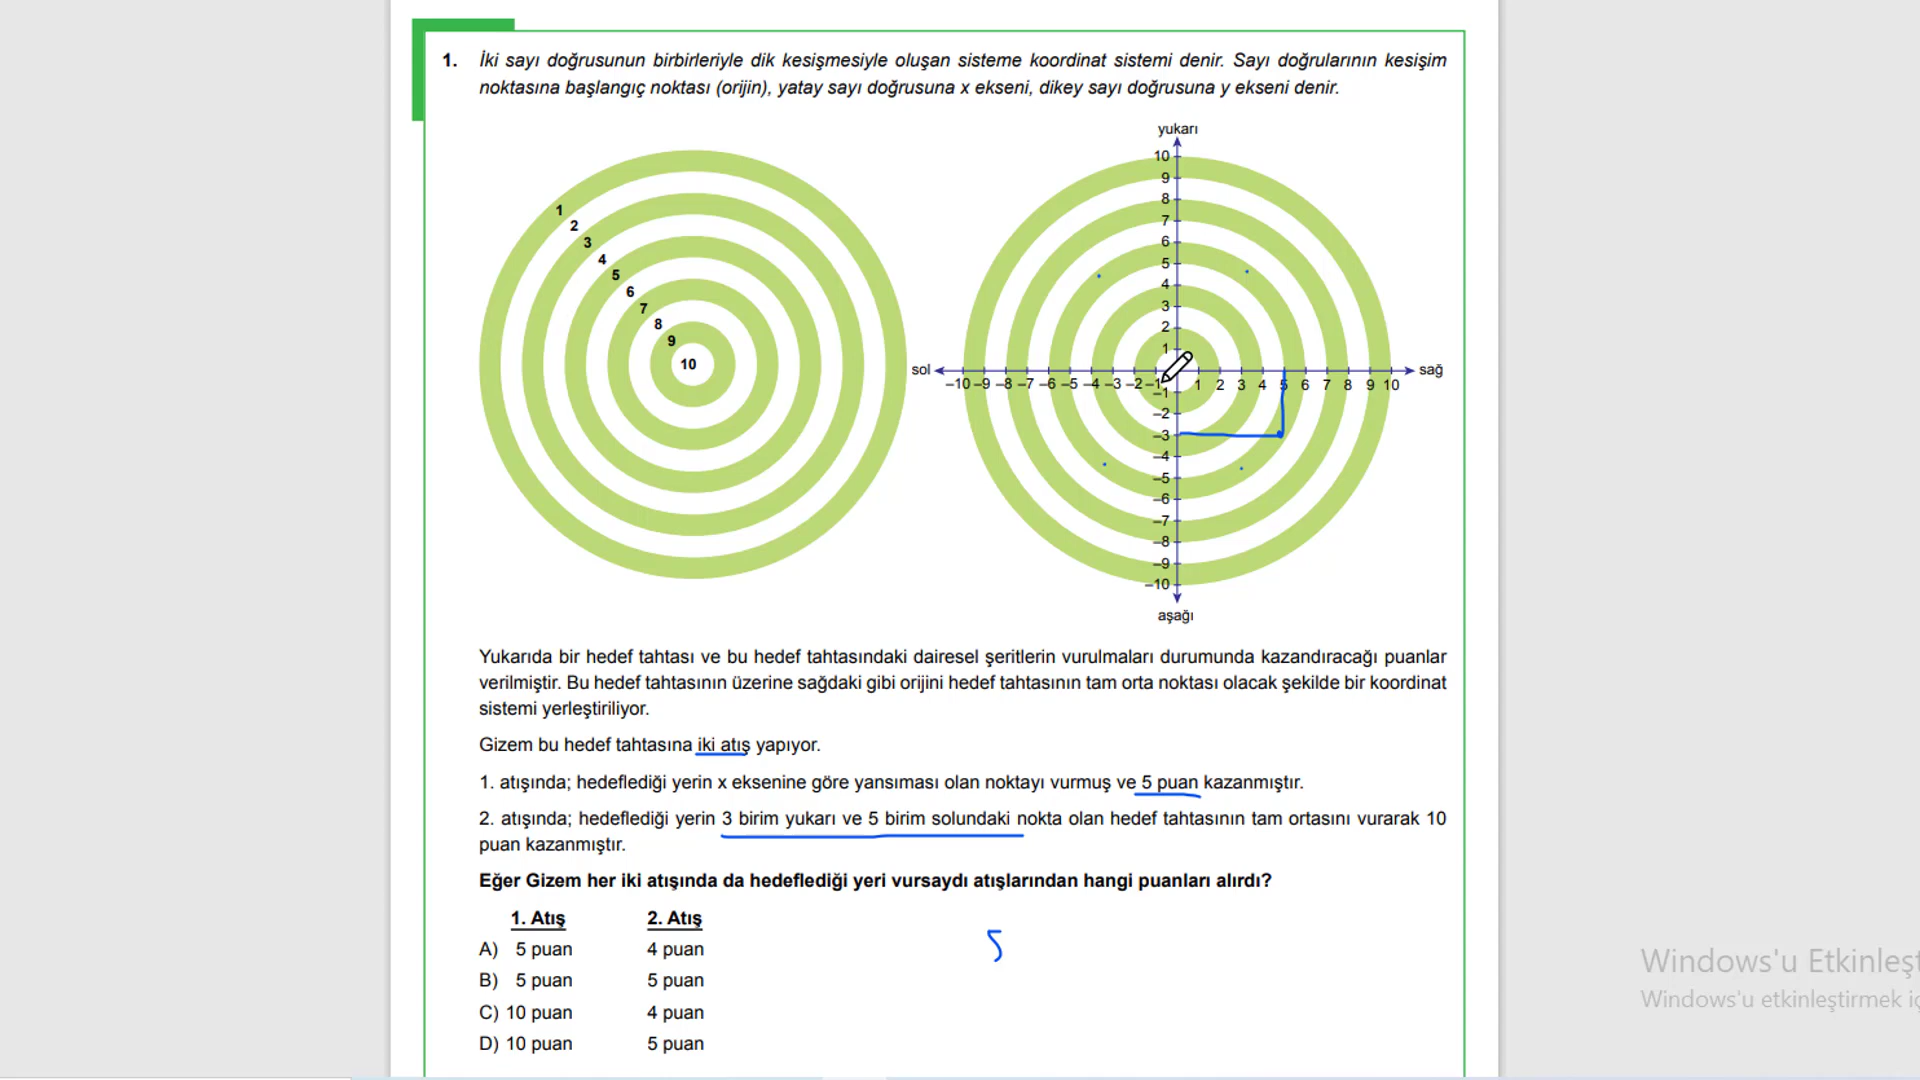 1. İki sayı doğrusunun birbirleriyle dik kesişmesiyle oluşan sisteme koordinat sistemi denir. Sayı doğrularının kesişim
noktasına başlangıç noktası (orijin), yatay sayı doğrusuna x ekseni, dikey sayı doğrusuna y ekseni denir.
1
2
3
4
5
6
7
8
9
10
yukarı
10
9
8
7
6
5
4
3
2
1
sol
sağ
–10 –9 –8 –7 –6 –5 –4 –3 –2 –1 1 2 3 4 5 6 7 8 9 10
–1
–2
–3
–4
–5
–6
–7
–8
–9
–10
aşağı
Yukarıda bir hedef tahtası ve bu hedef tahtasındaki dairesel şeritlerin vurulmaları durumunda kazandıracağı puanlar
verilmiştir. Bu hedef tahtasının üzerine sağdaki gibi orijini hedef tahtasının tam orta noktası olacak şekilde bir koordinat
sistemi yerleştiriliyor.
Gizem bu hedef tahtasına iki atış yapıyor.
1. atışında; hedeflediği yerin x eksenine göre yansıması olan noktayı vurmuş ve 5 puan kazanmıştır.
2. atışında; hedeflediği yerin 3 birim yukarı ve 5 birim solundaki nokta olan hedef tahtasının tam ortasını vurarak 10
puan kazanmıştır.
Eğer Gizem her iki atışında da hedeflediği yeri vursaydı atışlarından hangi puanları alırdı?
1. Atış 2. Atış
A) 5 puan 4 puan
B) 5 puan 5 puan
C) 10 puan 4 puan
D) 10 puan 5 puan
5
Windows'u Etkinleşt
Windows'u etkinleştirmek iç